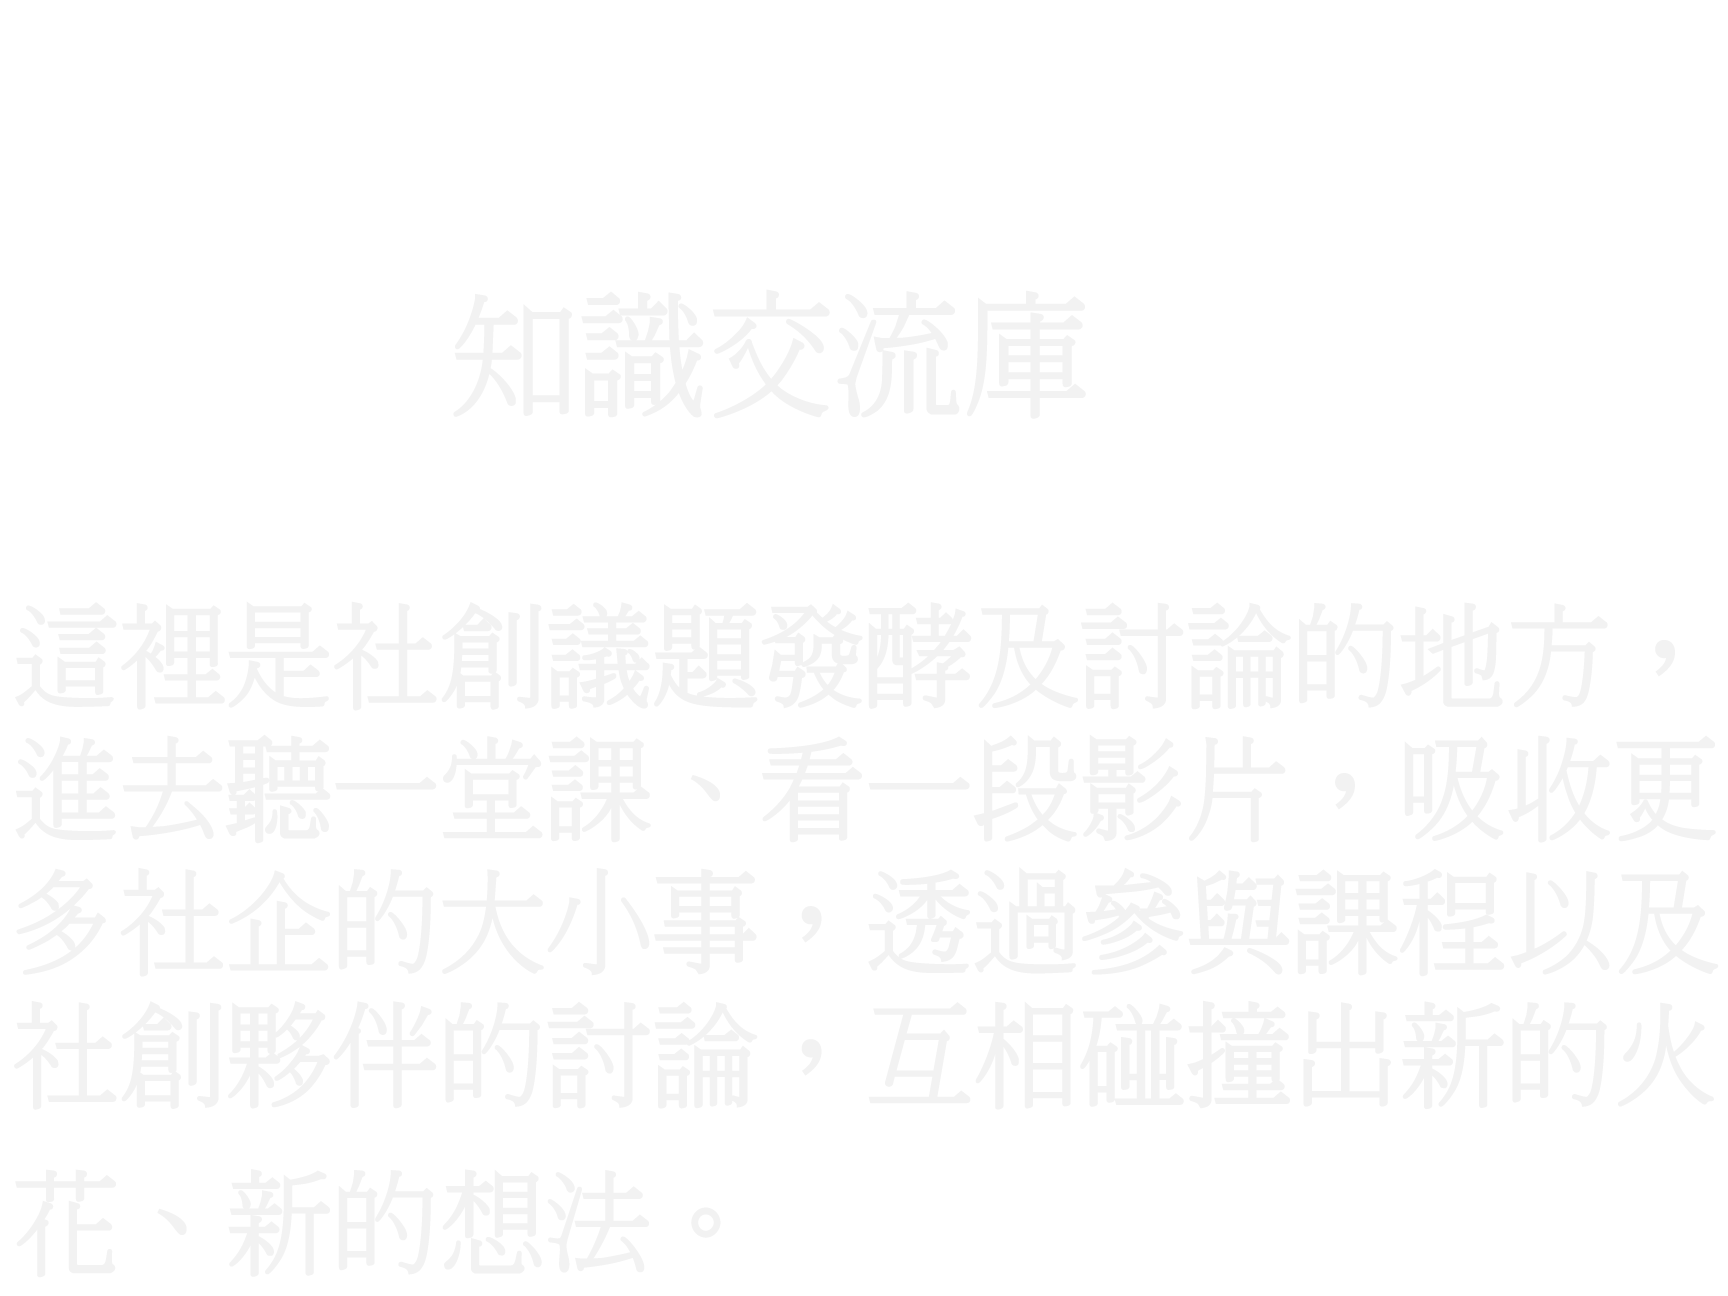 知識交流庫
這裡是社創議題發酵及討論的地方，
進去聽一堂課、看一段影片，吸收更
多社企的大小事，透過參與課程以及
社創夥伴的討論，互相碰撞出新的火
花、新的想法。